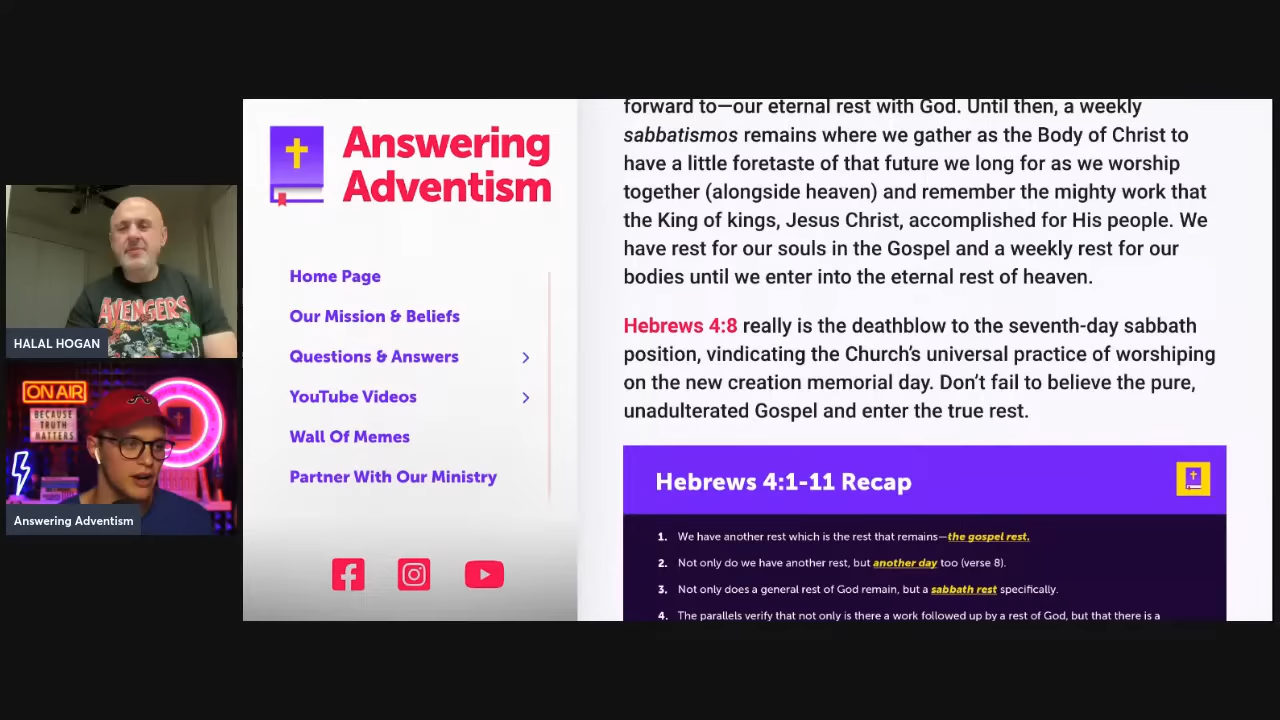 AVENGERS
HALAL HOGAN
ON AIR
BECAUSE
TRUTH
MATTERS
Answering Adventism
Answering
Adventism
Home Page
Our Mission & Beliefs
Questions & Answers
YouTube Videos
Wall Of Memes
Partner With Our Ministry
forward to—our eternal rest with God. Until then, a weekly
sabbatismos remains where we gather as the Body of Christ to
have a little foretaste of that future we long for as we worship
together (alongside heaven) and remember the mighty work that
the King of kings, Jesus Christ, accomplished for His people. We
have rest for our souls in the Gospel and a weekly rest for our
bodies until we enter into the eternal rest of heaven.
Hebrews 4:8 really is the deathblow to the seventh-day sabbath
position, vindicating the Church’s universal practice of worshiping
on the new creation memorial day. Don’t fail to believe the pure,
unadulterated Gospel and enter the true rest.
Hebrews 4:1-11 Recap
1. We have another rest which is the rest that remains—the gospel rest.
2. Not only do we have another rest, but another day too (verse 8).
3. Not only does a general rest of God remain, but a sabbath rest specifically.
4. The parallels verify that not only is there a work followed up by a rest of God, but that there is a